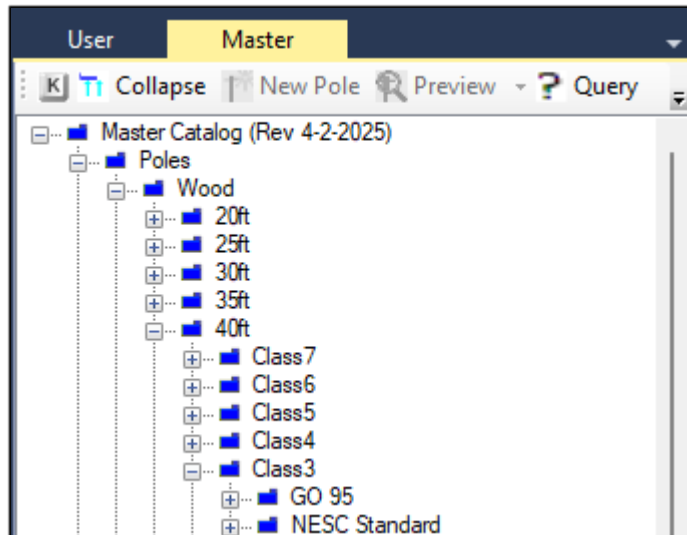 User Master
K Collapse New Pole Preview ? Query
Master Catalog (Rev 4-2-2025)
Poles
Wood
20ft
25ft
30ft
35ft
40ft
Class7
Class6
Class5
Class4
Class3
GO 95
NESC Standard